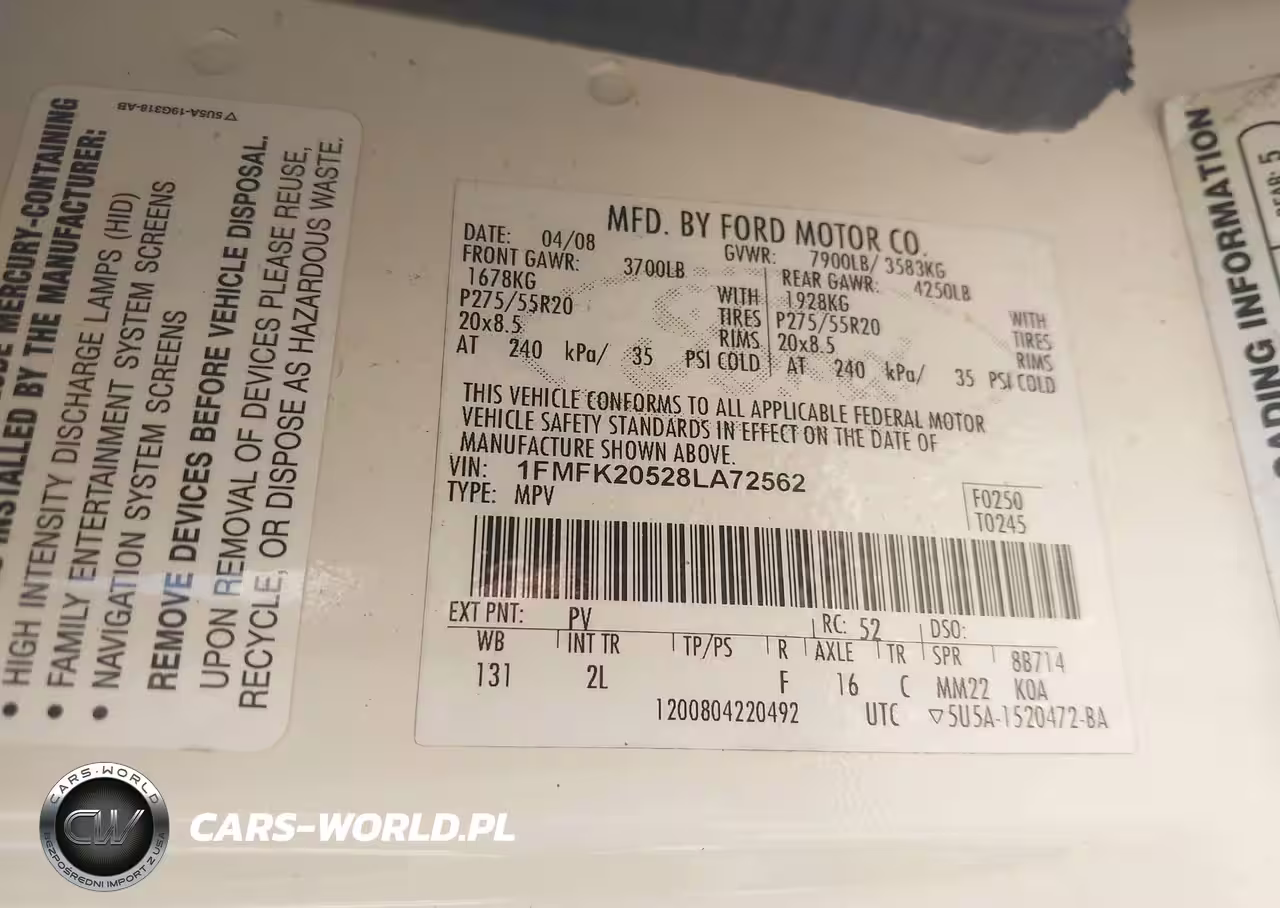 ▽5U5A-19G318-AB
MERCURY-CONTAINING
INSTALLED BY THE MANUFACTURER:
• HIGH INTENSITY DISCHARGE LAMPS (HID)
• FAMILY ENTERTAINMENT SYSTEM SCREENS
• NAVIGATION SYSTEM SCREENS
REMOVE DEVICES BEFORE VEHICLE DISPOSAL.
UPON REMOVAL OF DEVICES PLEASE REUSE,
RECYCLE, OR DISPOSE AS HAZARDOUS WASTE.
MFD. BY FORD MOTOR CO.
DATE: 04/08 GVWR: 7900LB/ 3583KG
FRONT GAWR: 3700LB REAR GAWR: 4250LB
1678KG WITH 1928KG WITH
P275/55R20 TIRES P275/55R20 TIRES
20x8.5 RIMS 20x8.5 RIMS
AT 240 kPa/ 35 PSI COLD AT 240 kPa/ 35 PSI COLD
THIS VEHICLE CONFORMS TO ALL APPLICABLE FEDERAL MOTOR
VEHICLE SAFETY STANDARDS IN EFFECT ON THE DATE OF
MANUFACTURE SHOWN ABOVE.
VIN: 1FMFK20528LA72562
TYPE: MPV
F0250
T0245
EXT PNT: PV RC: 52 DSO:
WB INT TR TP/PS R AXLE TR SPR 8B714
131 2L F 16 C MM22 KOA
1200804220492 UTC ▽5U5A-1520472-BA
ADING INFORMATION
5
CARS-WORLD
CW
BEZPOŚREDNI IMPORT Z USA
CARS-WORLD.PL